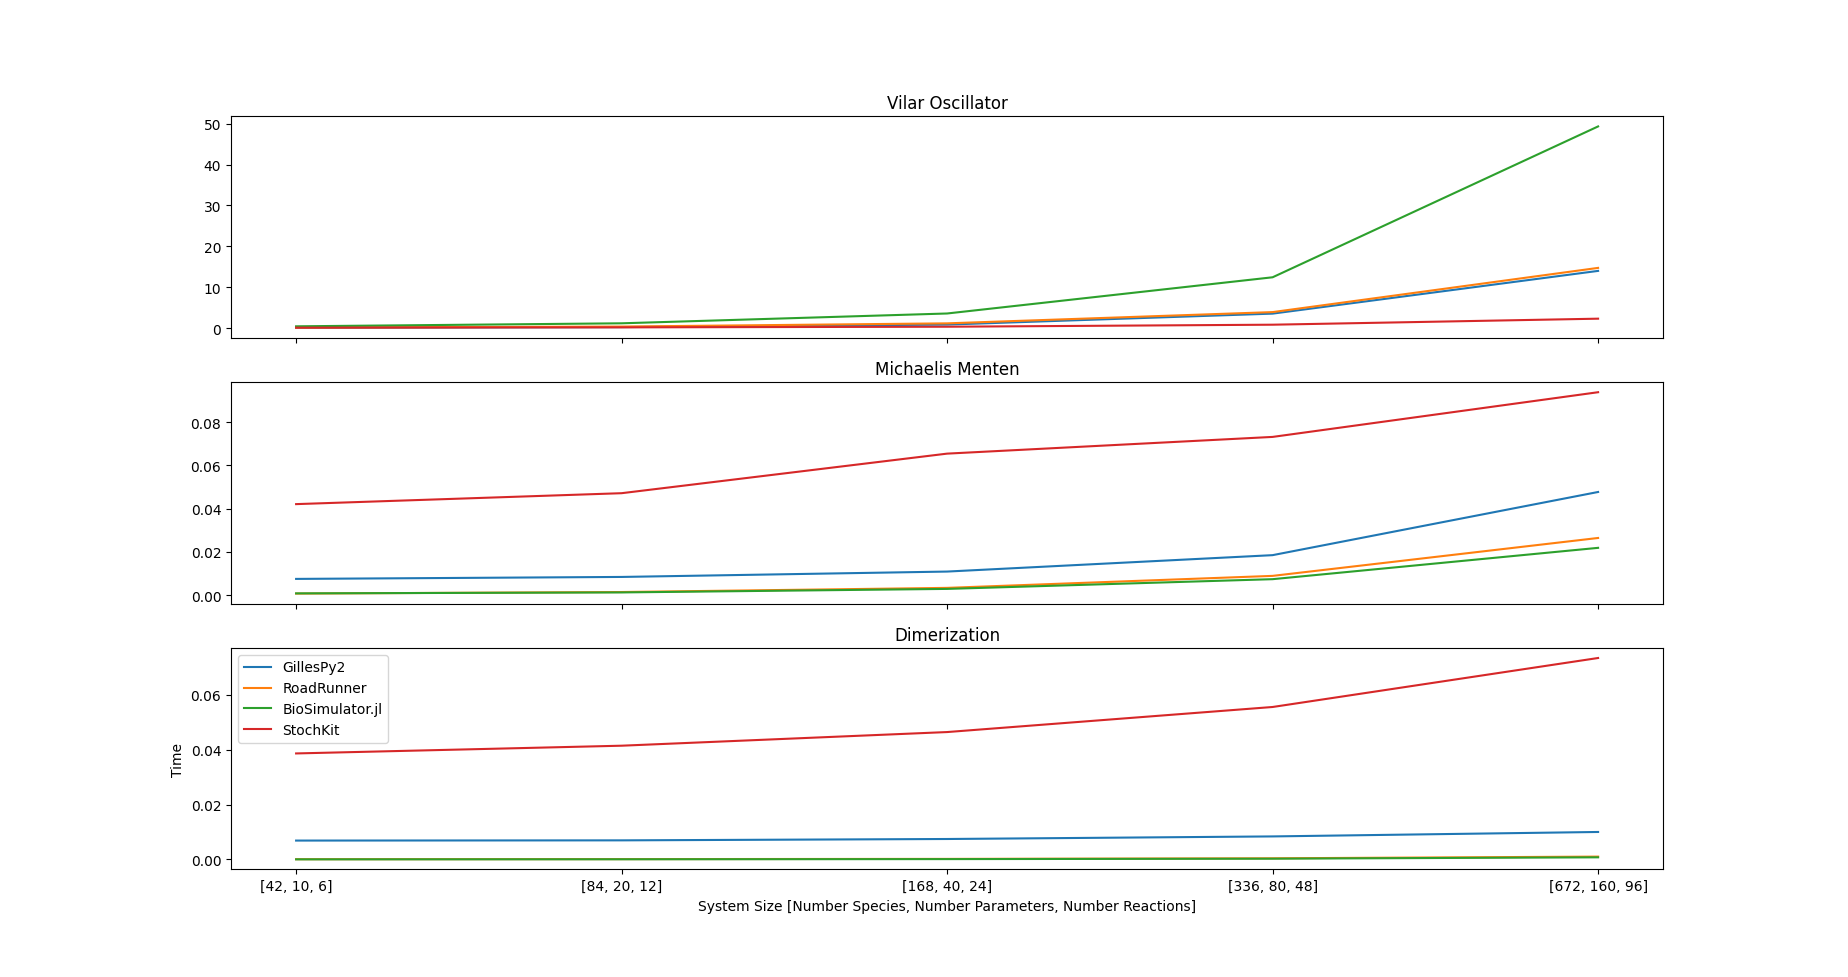 Vilar Oscillator
50
40
30
20
10
0
Michaelis Menten
0.08
0.06
0.04
0.02
0.00
Dimerization
GillesPy2
RoadRunner
BioSimulator.jl
StochKit
0.06
0.04
0.02
0.00
Time
[42, 10, 6] [84, 20, 12] [168, 40, 24] [336, 80, 48] [672, 160, 96]
System Size [Number Species, Number Parameters, Number Reactions]